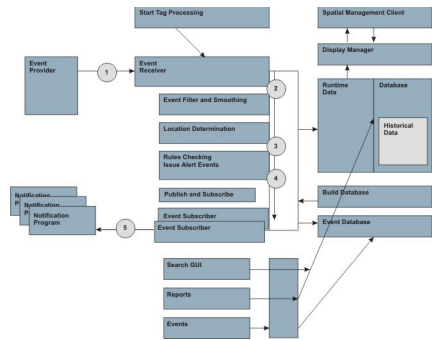 Start Tag Processing
Spatial Management Client
Event
Provider
1
Event
Receiver
Display Manager
2
Runtime
Data
Database
Event Filter and Smoothing
Historical
Data
Location Determination
3
Rules Checking
Issue Alert Events
4
Build Database
Publish and Subscribe
Notification
P
Notification
P
Notification
Program
5
Event Subscriber
Event Subscriber
Event Database
Search GUI
Reports
Events